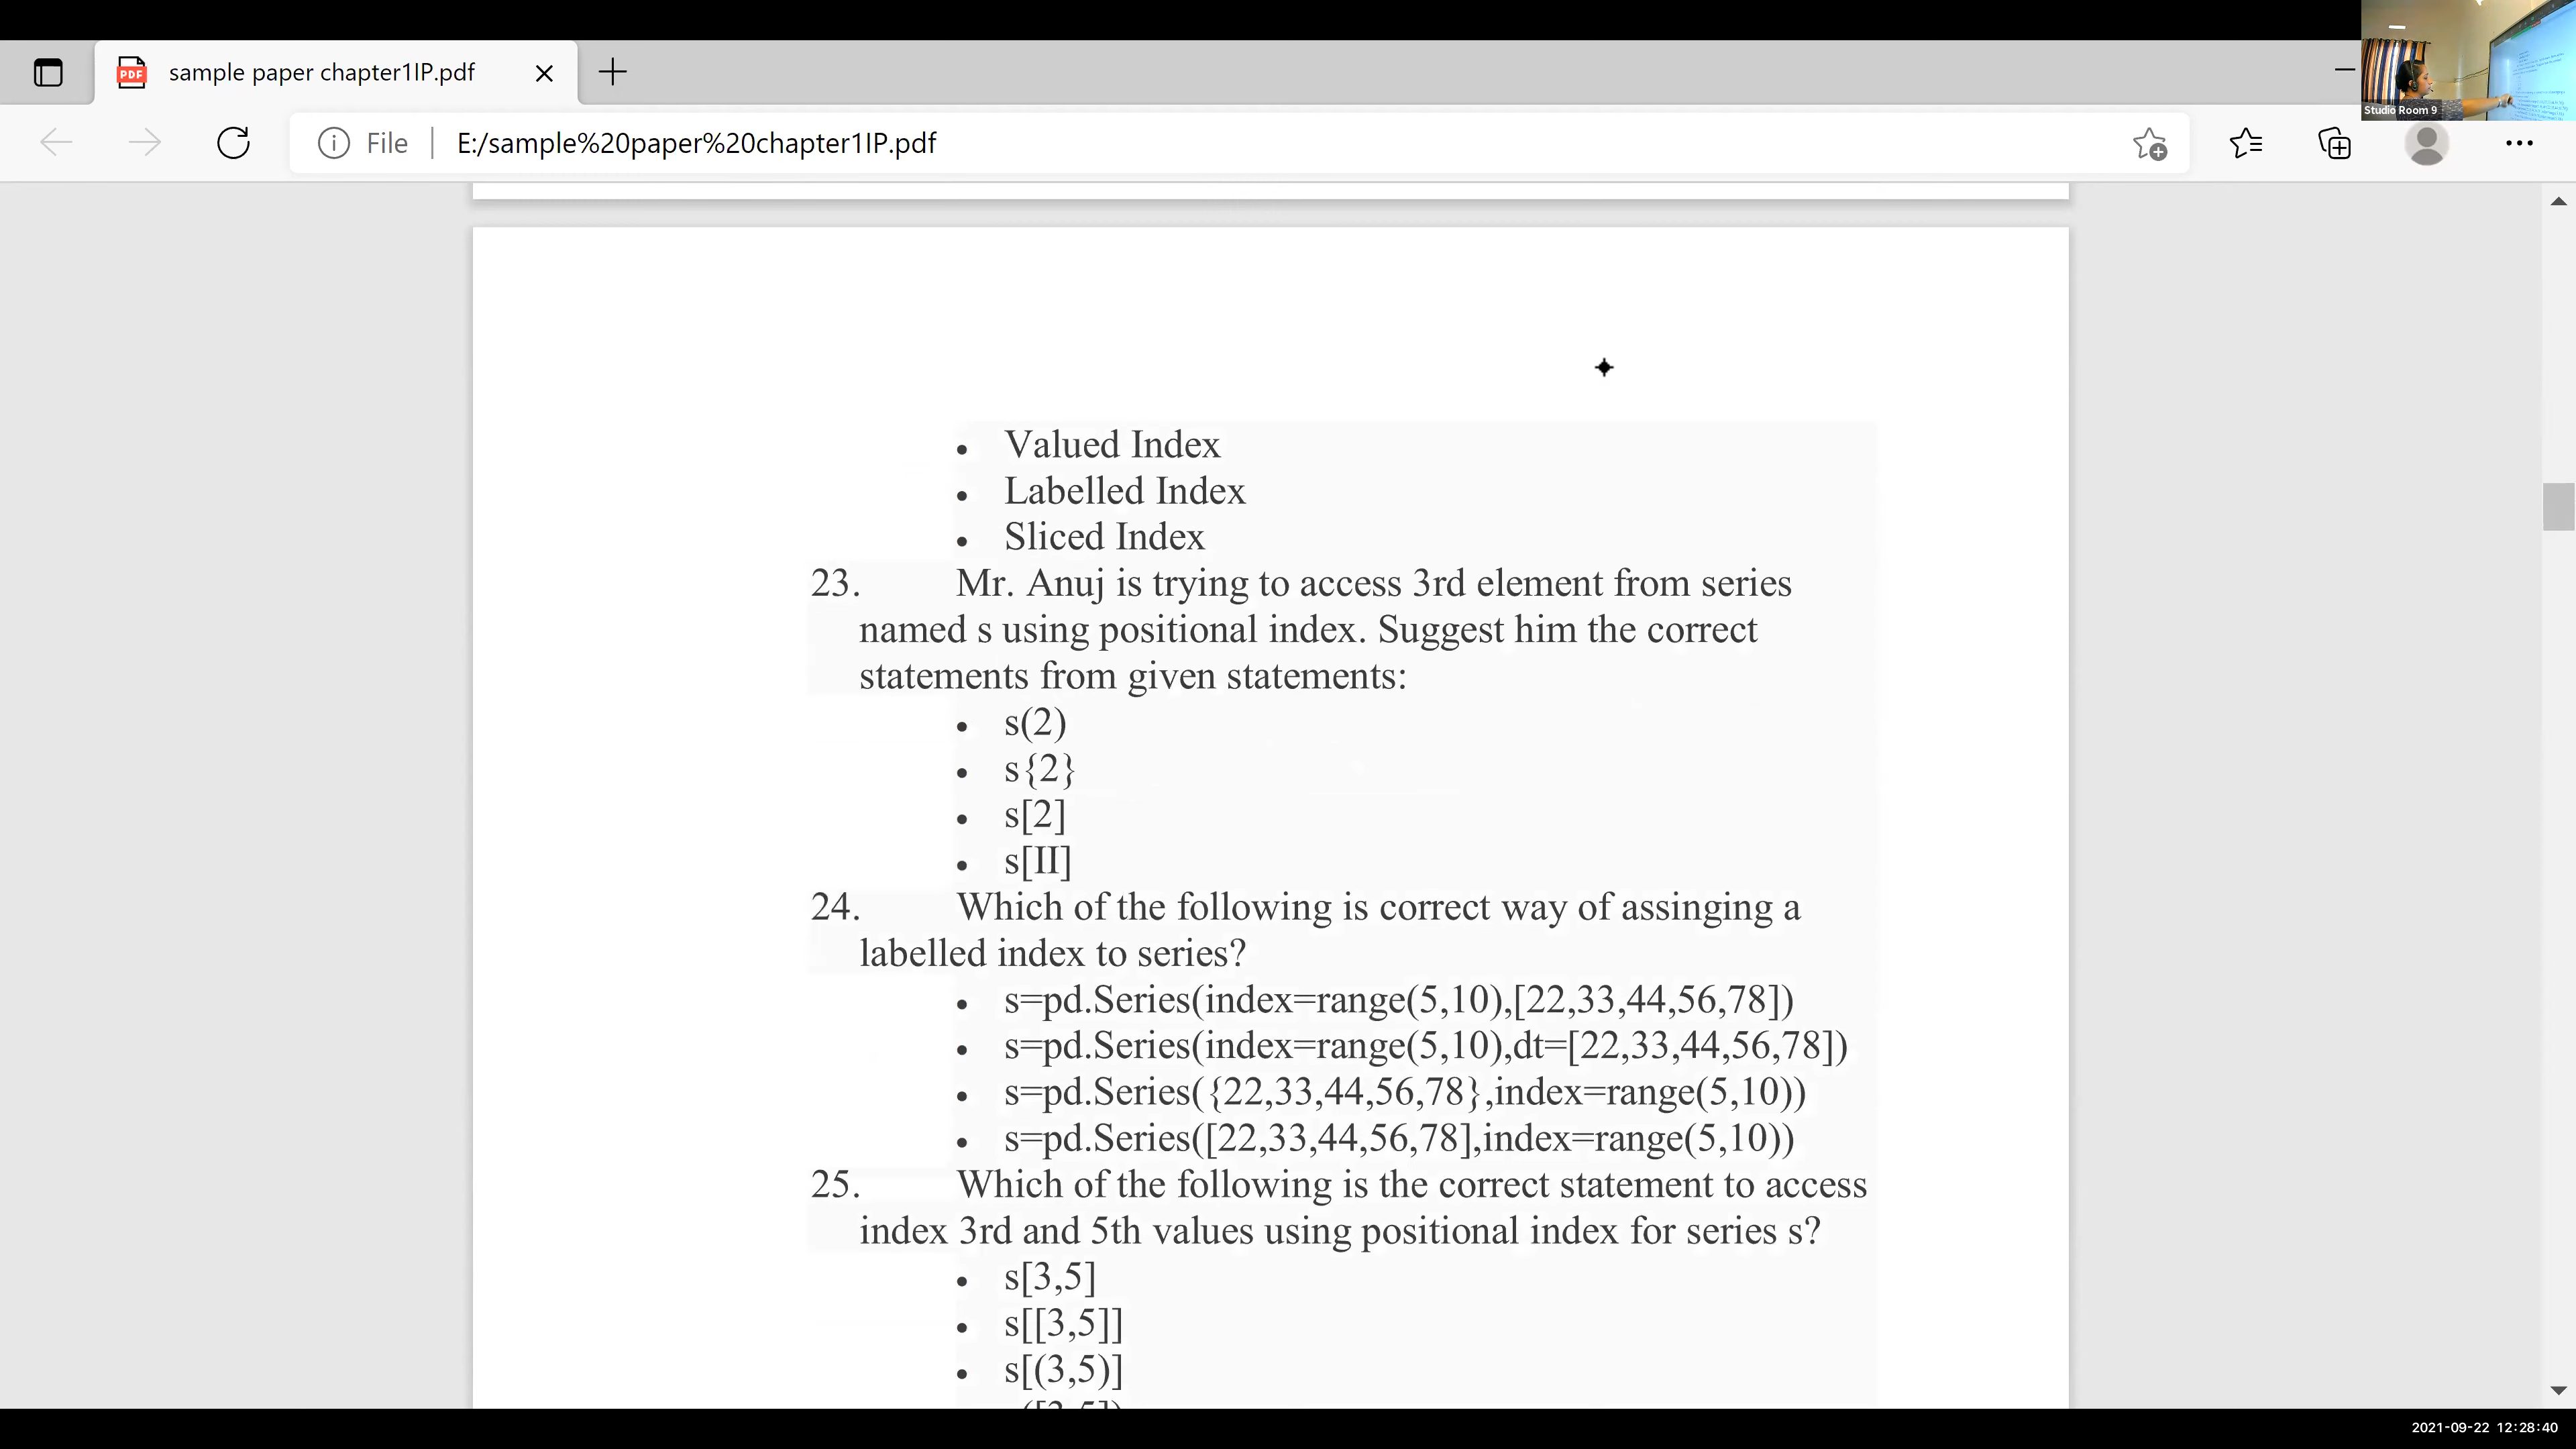 Studio Room 9
PDF
sample paper chapter1IP.pdf
File
E:/sample%20paper%20chapter1IP.pdf
• Valued Index
• Labelled Index
• Sliced Index
23. Mr. Anuj is trying to access 3rd element from series
named s using positional index. Suggest him the correct
statements from given statements:
• s(2)
• s{2}
• s[2]
• s[II]
24. Which of the following is correct way of assinging a
labelled index to series?
• s=pd.Series(index=range(5,10),[22,33,44,56,78])
• s=pd.Series(index=range(5,10),dt=[22,33,44,56,78])
• s=pd.Series({22,33,44,56,78},index=range(5,10))
• s=pd.Series([22,33,44,56,78],index=range(5,10))
25. Which of the following is the correct statement to access
index 3rd and 5th values using positional index for series s?
• s[3,5]
• s[[3,5]]
• s[(3,5)]
2021-09-22 12:28:40